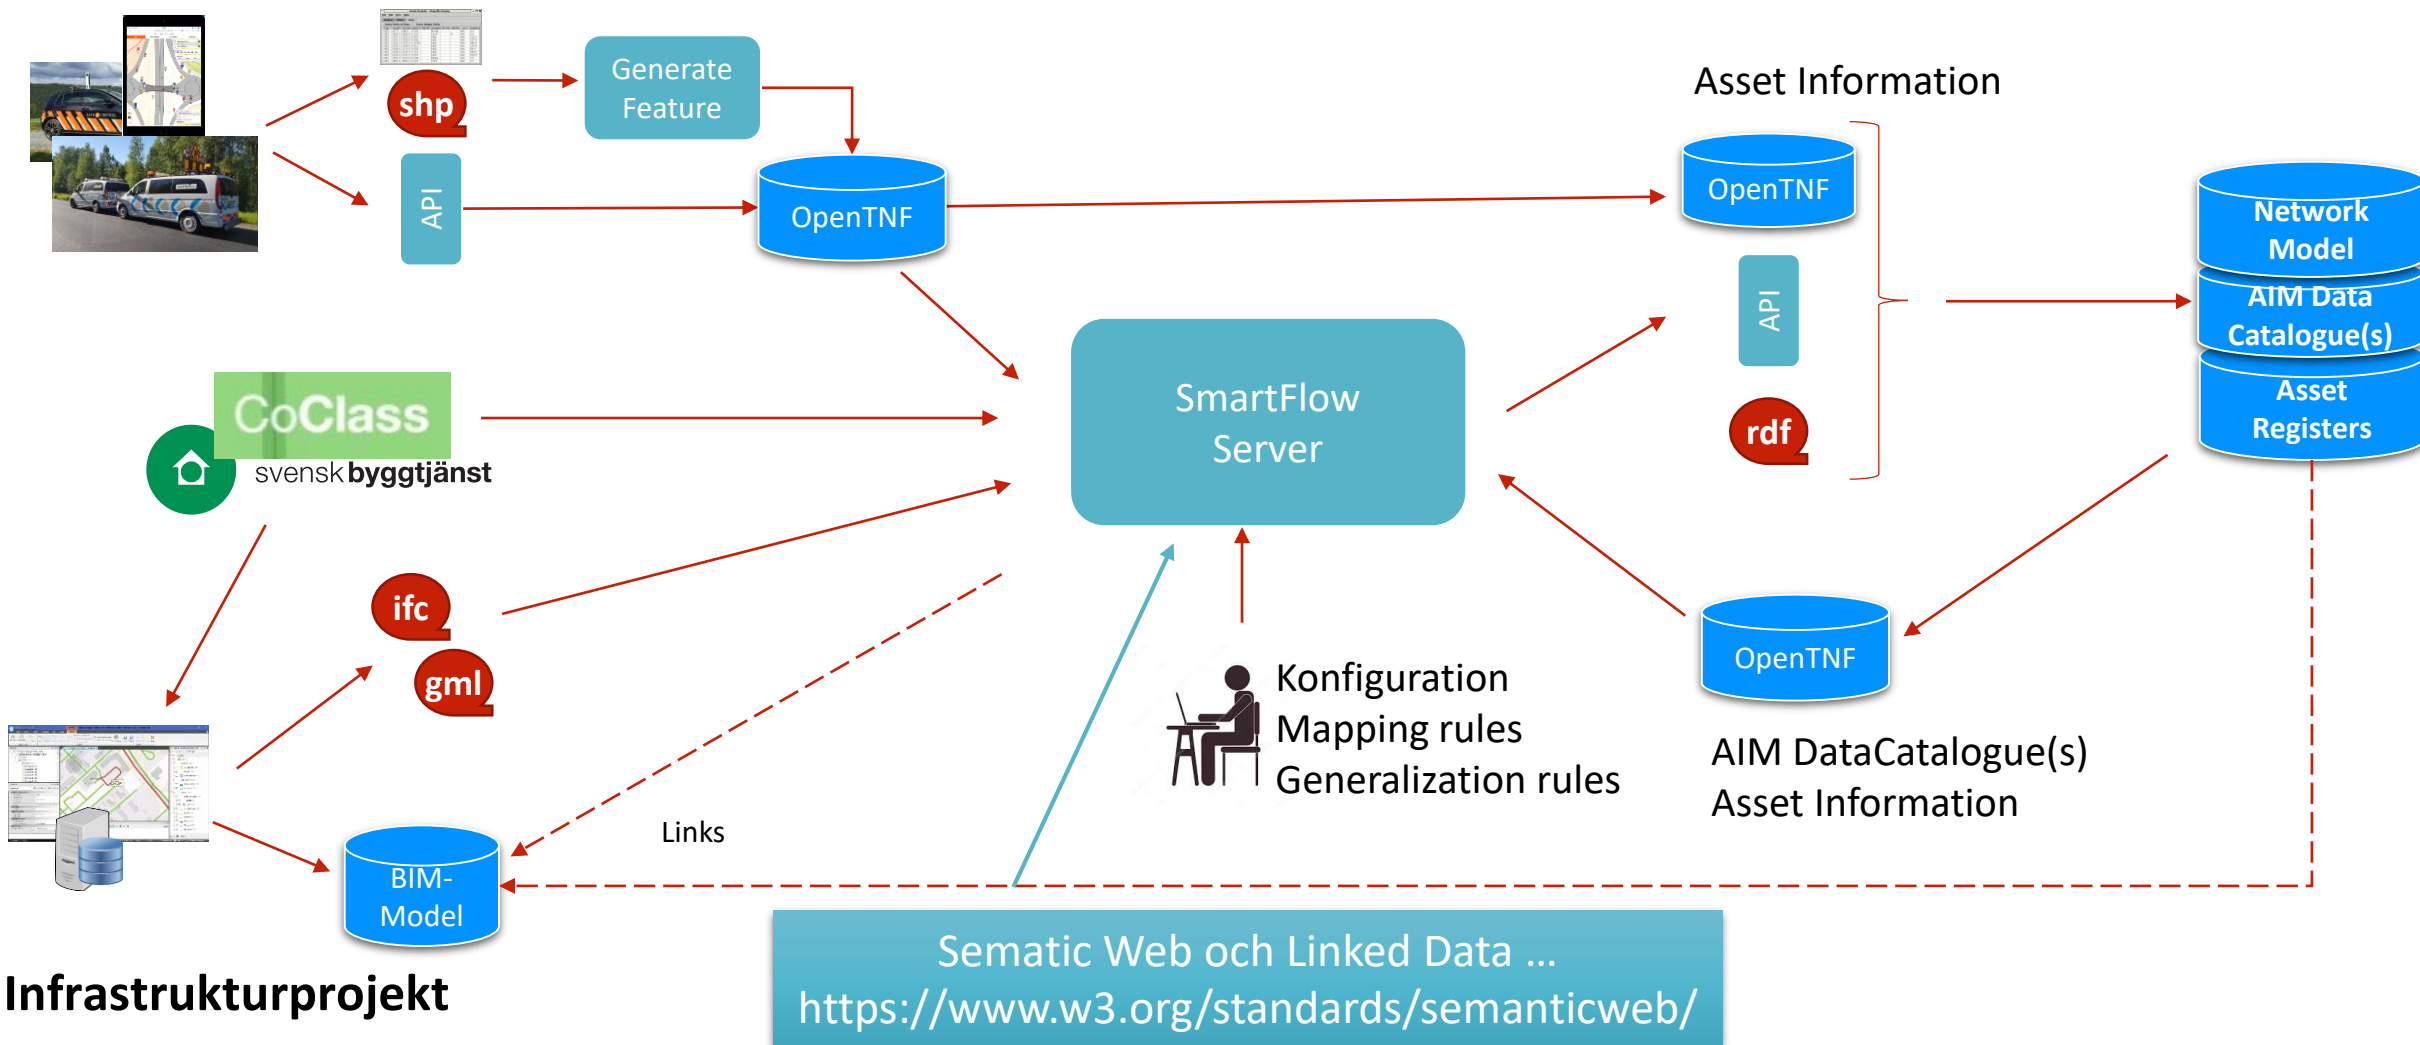 shp
Generate
Feature
API
OpenTNF
Asset Information
OpenTNF
API
rdf
Network
Model
AIM Data
Catalogue(s)
Asset
Registers
CoClass
svensk byggtjänst
SmartFlow
Server
ifc
gml
Konfiguration
Mapping rules
Generalization rules
OpenTNF
AIM DataCatalogue(s)
Asset Information
Links
BIM-
Model
Infrastrukturprojekt
Sematic Web och Linked Data ...
https://www.w3.org/standards/semanticweb/